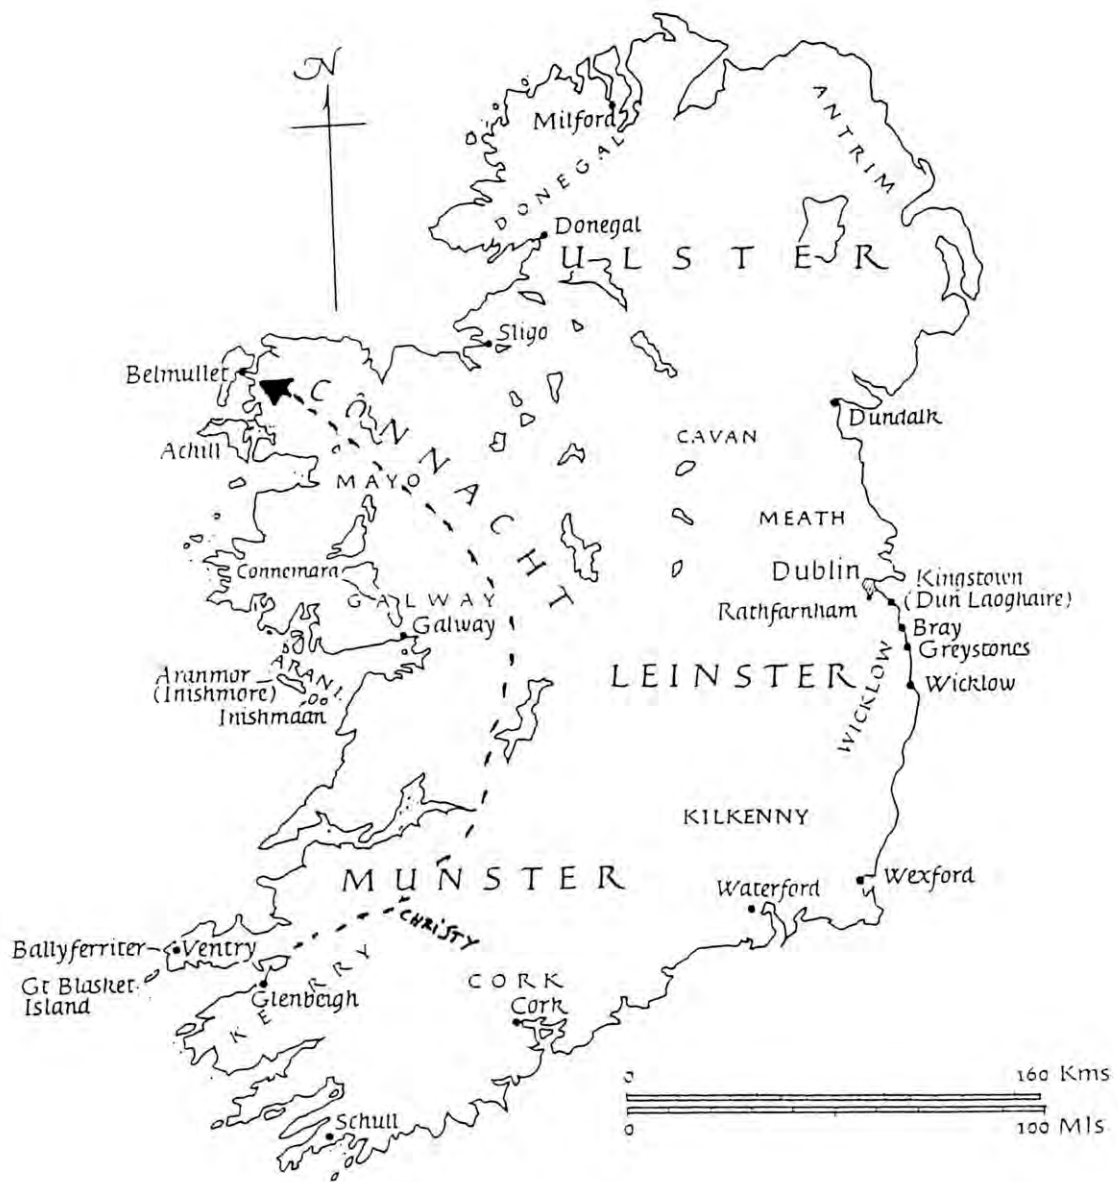 N
Milford
ANTRIM
DONEGAL
Donegal
ULSTER
Sligo
Belmullet
CONNACHT
Dundalk
Achill
CAVAN
MAYO
MEATH
Connemara
Dublin
Kingstown
(Dun Laoghaire)
GALWAY
Rathfarnham
Galway
Bray
Greystones
ARAN I.
Aranmor
(Inishmore)
LEINSTER
Wicklow
Inishmaan
WICKLOW
KILKENNY
MUNSTER
Waterford
Wexford
CHRISTY
Ballyferriter
Ventry
Gt Blasket
Island
KERRY
CORK
Glenbeigh
Cork
0
160 Kms
Schull
0
100 Mls